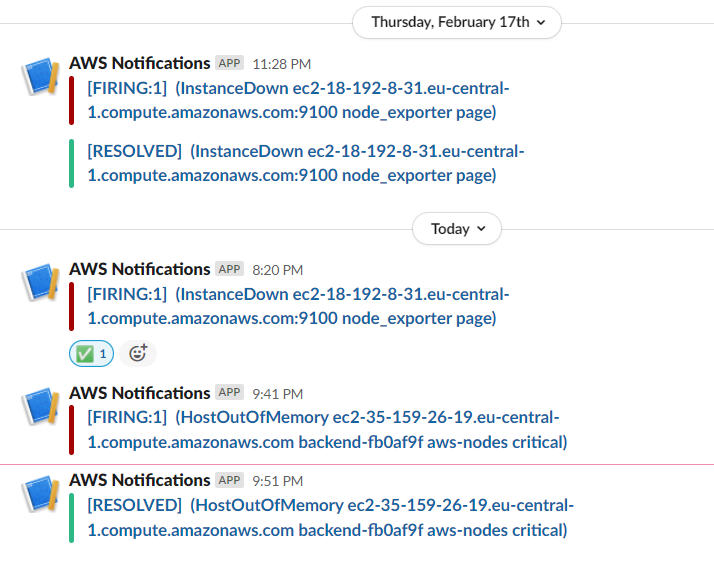 Thursday, February 17th
AWS Notifications APP 11:28 PM
[FIRING:1] (InstanceDown ec2-18-192-8-31.eu-central-
1.compute.amazonaws.com:9100 node_exporter page)
[RESOLVED] (InstanceDown ec2-18-192-8-31.eu-central-
1.compute.amazonaws.com:9100 node_exporter page)
Today
AWS Notifications APP 8:20 PM
[FIRING:1] (InstanceDown ec2-18-192-8-31.eu-central-
1.compute.amazonaws.com:9100 node_exporter page)
1
AWS Notifications APP 9:41 PM
[FIRING:1] (HostOutOfMemory ec2-35-159-26-19.eu-central-
1.compute.amazonaws.com backend-fb0af9f aws-nodes critical)
AWS Notifications APP 9:51 PM
[RESOLVED] (HostOutOfMemory ec2-35-159-26-19.eu-central-
1.compute.amazonaws.com backend-fb0af9f aws-nodes critical)